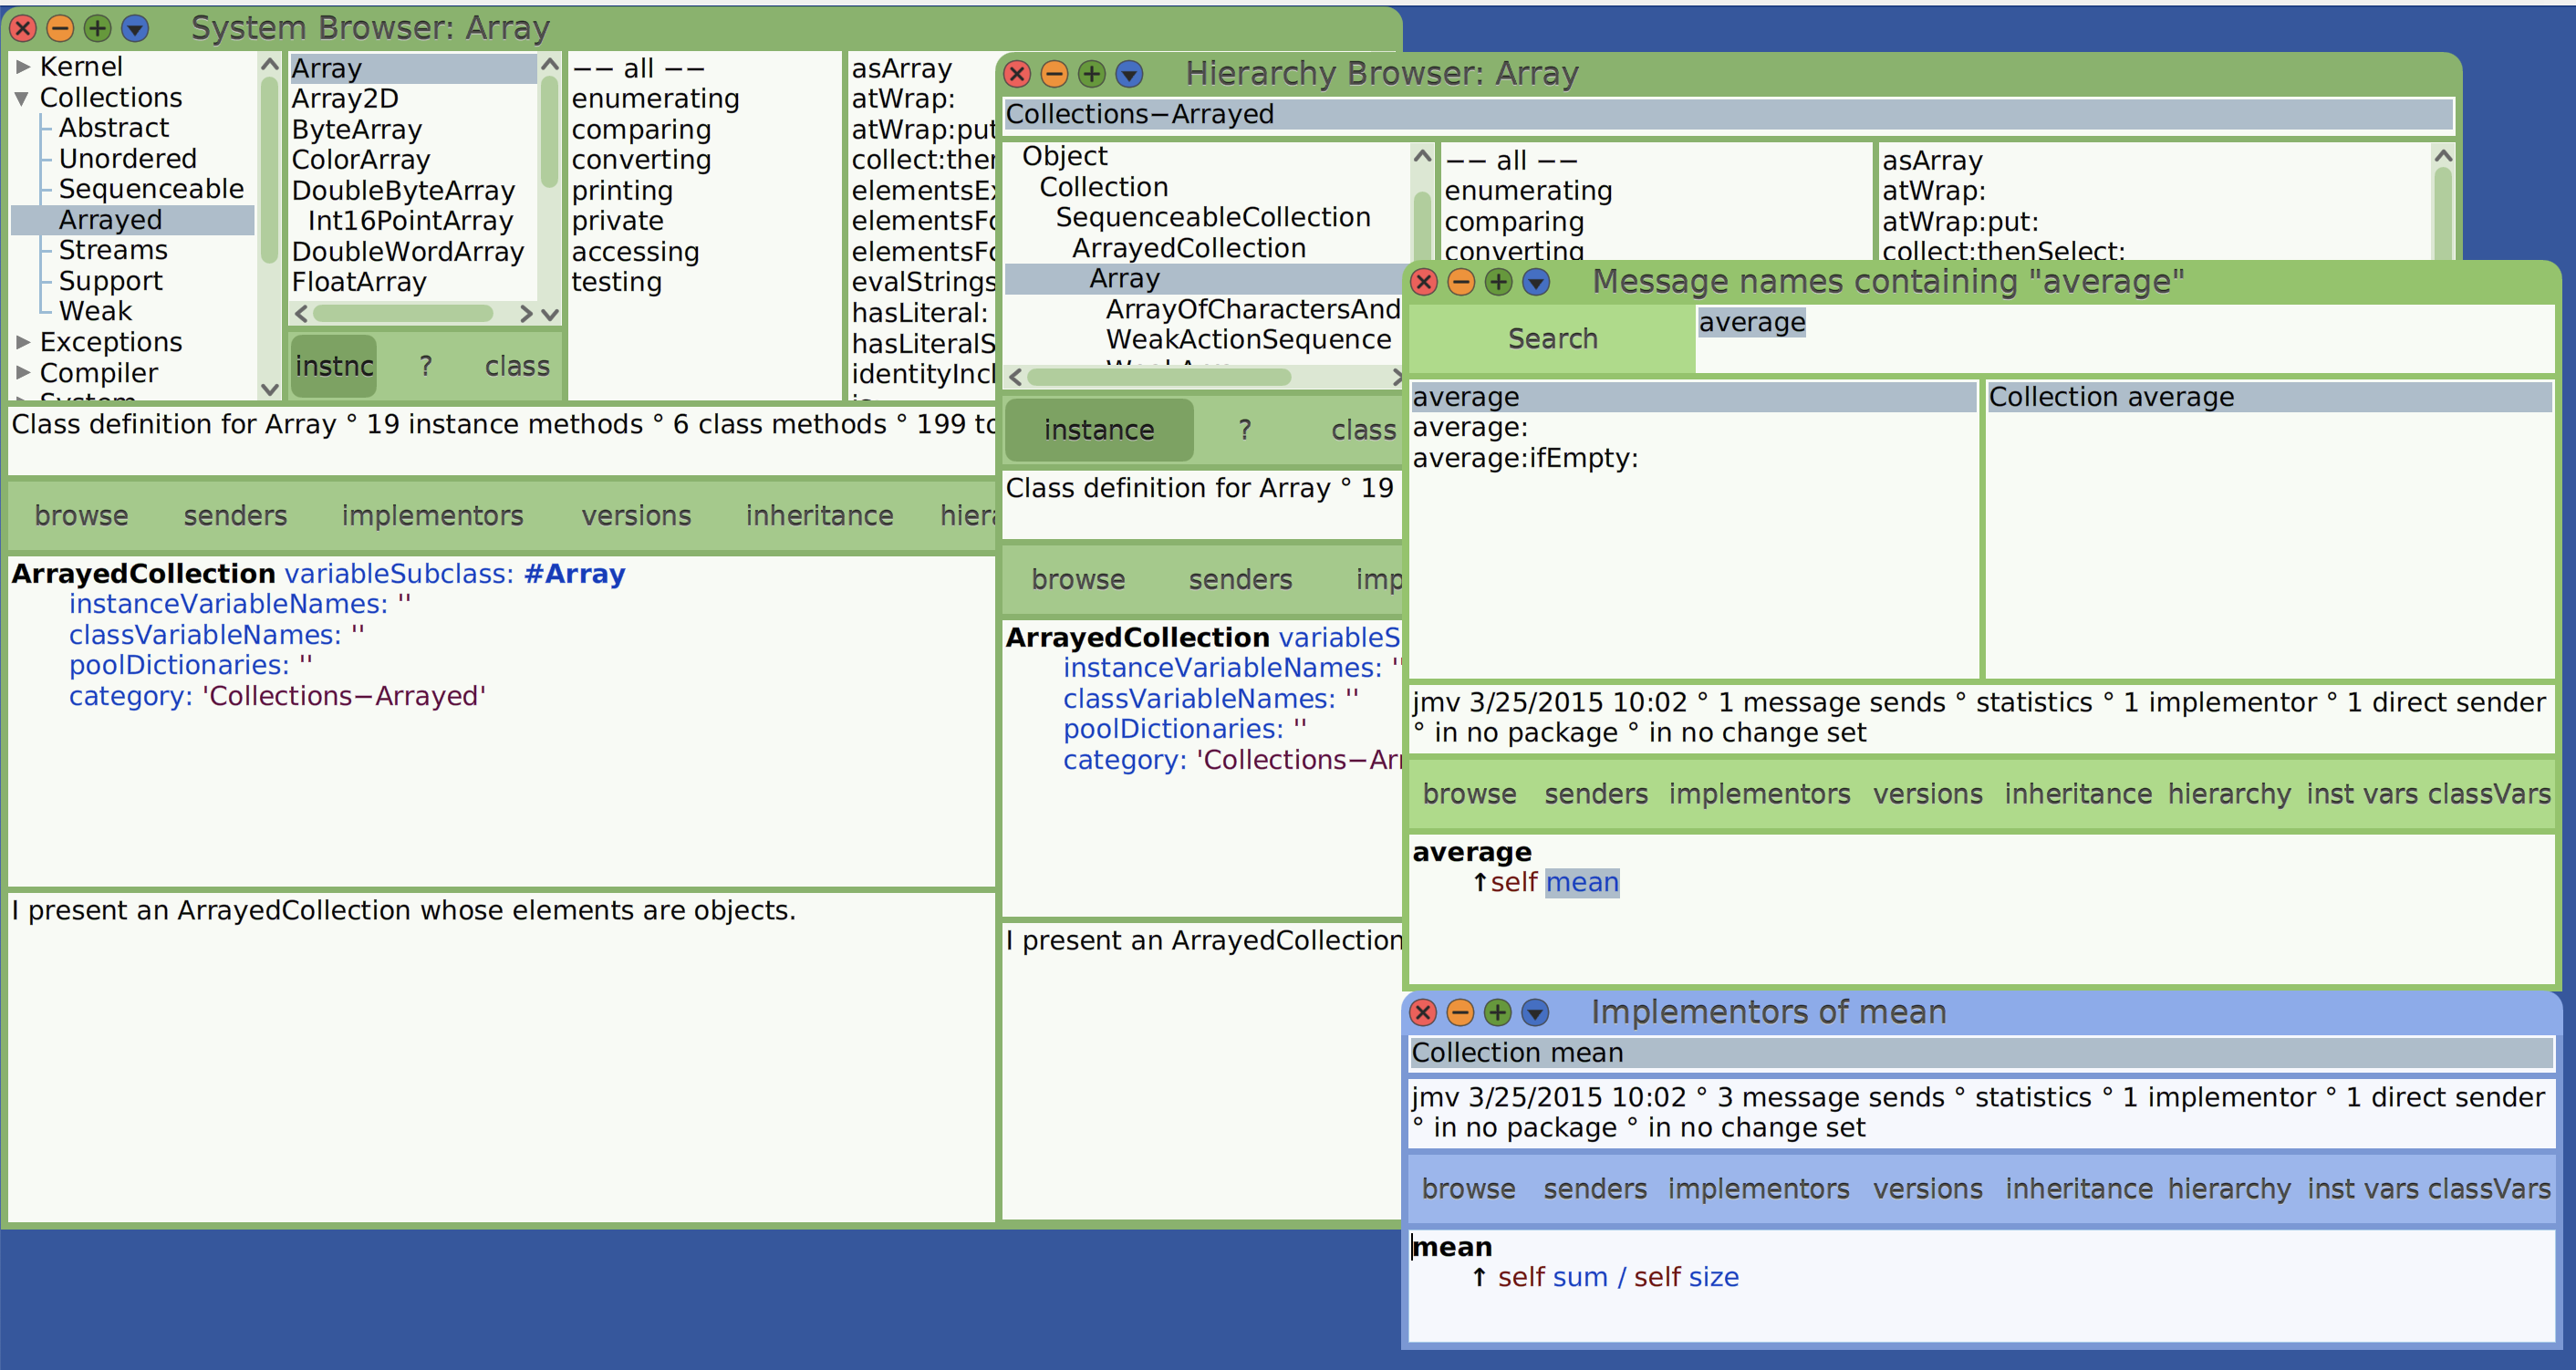 System Browser: Array
Kernel
Collections
Abstract
Unordered
Sequenceable
Arrayed
Streams
Support
Weak
Exceptions
Compiler
Array
Array2D
ByteArray
ColorArray
DoubleByteArray
Int16PointArray
DoubleWordArray
FloatArray
instnc ? class
−− all −−
enumerating
comparing
converting
printing
private
accessing
testing
asArray
atWrap:
atWrap:put
collect:the
elementsE
elementsFo
elementsFo
evalStrings
hasLiteral:
hasLiteralS
identityIncl
Class definition for Array ° 19 instance methods ° 6 class methods ° 199 to
browse senders implementors versions inheritance hiera
ArrayedCollection variableSubclass: #Array
instanceVariableNames: ''
classVariableNames: ''
poolDictionaries: ''
category: 'Collections−Arrayed'
I present an ArrayedCollection whose elements are objects.
Hierarchy Browser: Array
Collections−Arrayed
Object
Collection
SequenceableCollection
ArrayedCollection
Array
ArrayOfCharactersAnd
WeakActionSequence
instance ? class
−− all −−
enumerating
comparing
converting
asArray
atWrap:
atWrap:put:
collect:thenSelect:
Class definition for Array ° 19
browse senders imp
ArrayedCollection variableS
instanceVariableNames: ''
classVariableNames: ''
poolDictionaries: ''
category: 'Collections−Arr
I present an ArrayedCollection
Message names containing "average"
Search average
average
average:
average:ifEmpty:
Collection average
jmv 3/25/2015 10:02 ° 1 message sends ° statistics ° 1 implementor ° 1 direct sender
° in no package ° in no change set
browse senders implementors versions inheritance hierarchy inst vars classVars
average
↑self mean
Implementors of mean
Collection mean
jmv 3/25/2015 10:02 ° 3 message sends ° statistics ° 1 implementor ° 1 direct sender
° in no package ° in no change set
browse senders implementors versions inheritance hierarchy inst vars classVars
mean
↑ self sum / self size